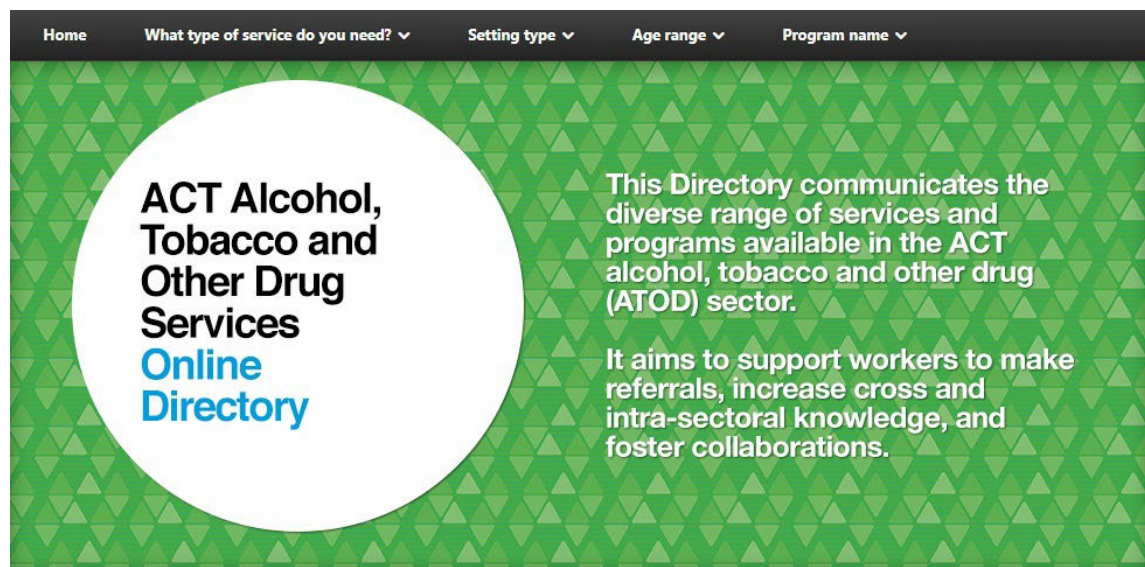 Home
What type of service do you need?
Setting type
Age range
Program name
ACT Alcohol,
Tobacco and
Other Drug
Services
Online
Directory
This Directory communicates the
diverse range of services and
programs available in the ACT
alcohol, tobacco and other drug
(ATOD) sector.
It aims to support workers to make
referrals, increase cross and
intra-sectoral knowledge, and
foster collaborations.